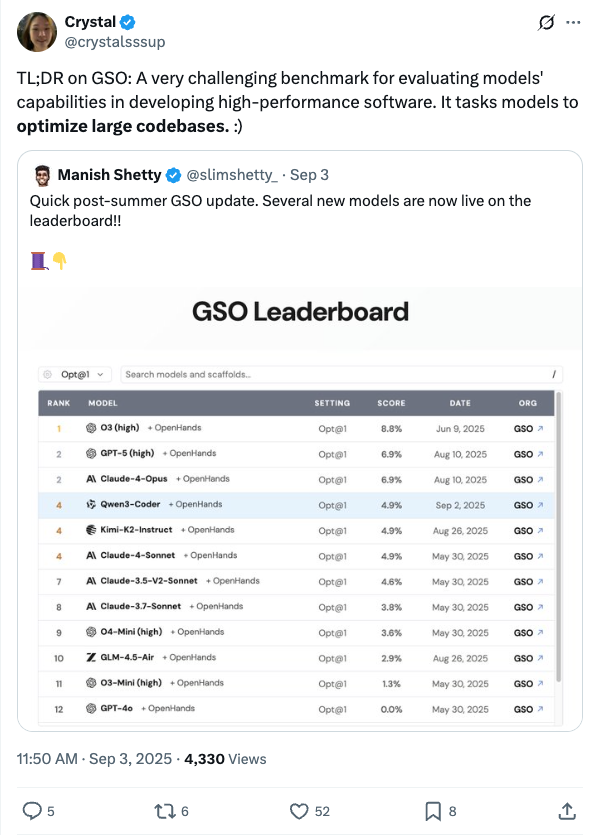 Crystal
@crystalsssup
TL;DR on GSO: A very challenging benchmark for evaluating models'
capabilities in developing high-performance software. It tasks models to
optimize large codebases. :)
Manish Shetty @slimshetty_ · Sep 3
Quick post-summer GSO update. Several new models are now live on the
leaderboard!!
🧵👇
GSO Leaderboard
Opt@1 Search models and scaffolds... /
RANK MODEL SETTING SCORE DATE ORG
1 O3 (high) + OpenHands Opt@1 8.8% Jun 9, 2025 GSO ↗
2 GPT-5 (high) + OpenHands Opt@1 6.9% Aug 10, 2025 GSO ↗
2 Claude-4-Opus + OpenHands Opt@1 6.9% Aug 10, 2025 GSO ↗
4 Qwen3-Coder + OpenHands Opt@1 4.9% Sep 2, 2025 GSO ↗
4 Kimi-K2-Instruct + OpenHands Opt@1 4.9% Aug 26, 2025 GSO ↗
4 Claude-4-Sonnet + OpenHands Opt@1 4.9% May 30, 2025 GSO ↗
7 Claude-3.5-V2-Sonnet + OpenHands Opt@1 4.6% May 30, 2025 GSO ↗
8 Claude-3.7-Sonnet + OpenHands Opt@1 3.8% May 30, 2025 GSO ↗
9 O4-Mini (high) + OpenHands Opt@1 3.6% May 30, 2025 GSO ↗
10 GLM-4.5-Air + OpenHands Opt@1 2.9% Aug 26, 2025 GSO ↗
11 O3-Mini (high) + OpenHands Opt@1 1.3% May 30, 2025 GSO ↗
12 GPT-4o + OpenHands Opt@1 0.0% May 30, 2025 GSO ↗
11:50 AM · Sep 3, 2025 · 4,330 Views
5 6 52 8